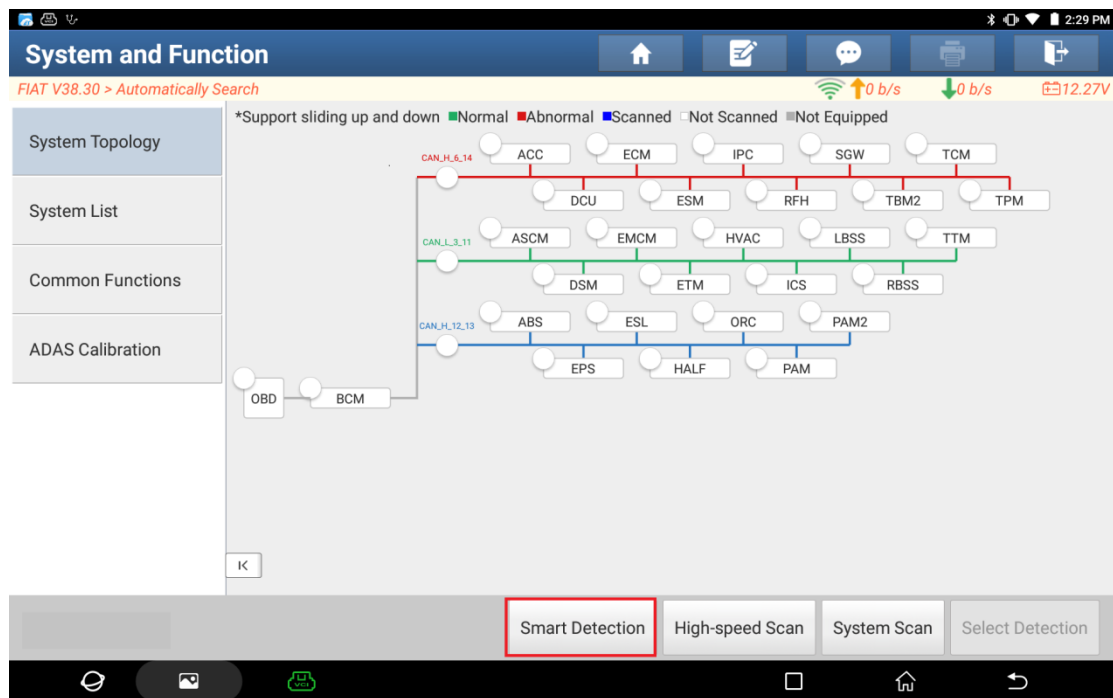 2:29 PM
System and Function
FIAT V38.30 > Automatically Search
0 b/s 0 b/s 12.27V
System Topology
System List
Common Functions
ADAS Calibration
*Support sliding up and down Normal Abnormal Scanned Not Scanned Not Equipped
CAN_H_6_14
ACC ECM IPC SGW TCM
DCU ESM RFH TBM2 TPM
CAN_L_3_11
ASCM EMCM HVAC LBSS TTM
DSM ETM ICS RBSS
CAN_H_12_13
ABS ESL ORC PAM2
EPS HALF PAM
OBD BCM
Smart Detection High-speed Scan System Scan Select Detection
VCI